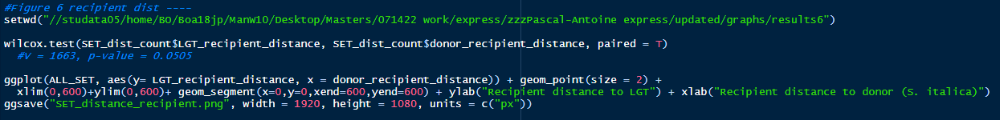 #Figure 6 recipient dist ----
setwd("//studata05/home/BO/Boa18jp/ManW10/Desktop/Masters/071422 work/express/zzzPascal-Antoine express/updated/graphs/results6")
wilcox.test(SET_dist_count$LGT_recipient_distance, SET_dist_count$donor_recipient_distance, paired = T)
#V = 1663, p-value = 0.0505
ggplot(ALL_SET, aes(y= LGT_recipient_distance, x = donor_recipient_distance)) + geom_point(size = 2) +
xlim(0,600)+ylim(0,600)+ geom_segment(x=0,y=0,xend=600,yend=600) + ylab("Recipient distance to LGT") + xlab("Recipient distance to donor (S. italica)")
ggsave("SET_distance_recipient.png", width = 1920, height = 1080, units = c("px"))